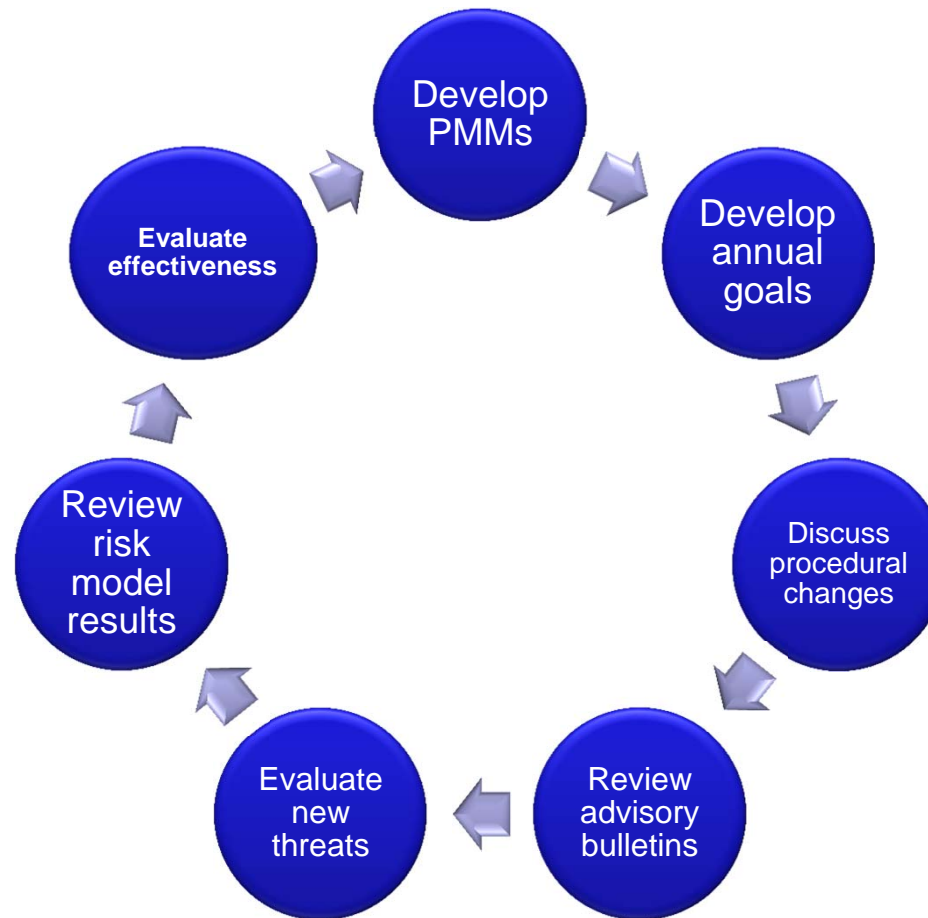 Develop
PMMs
Develop
annual
goals
Discuss
procedural
changes
Review
advisory
bulletins
Evaluate
new
threats
Review
risk
model
results
Evaluate
effectiveness